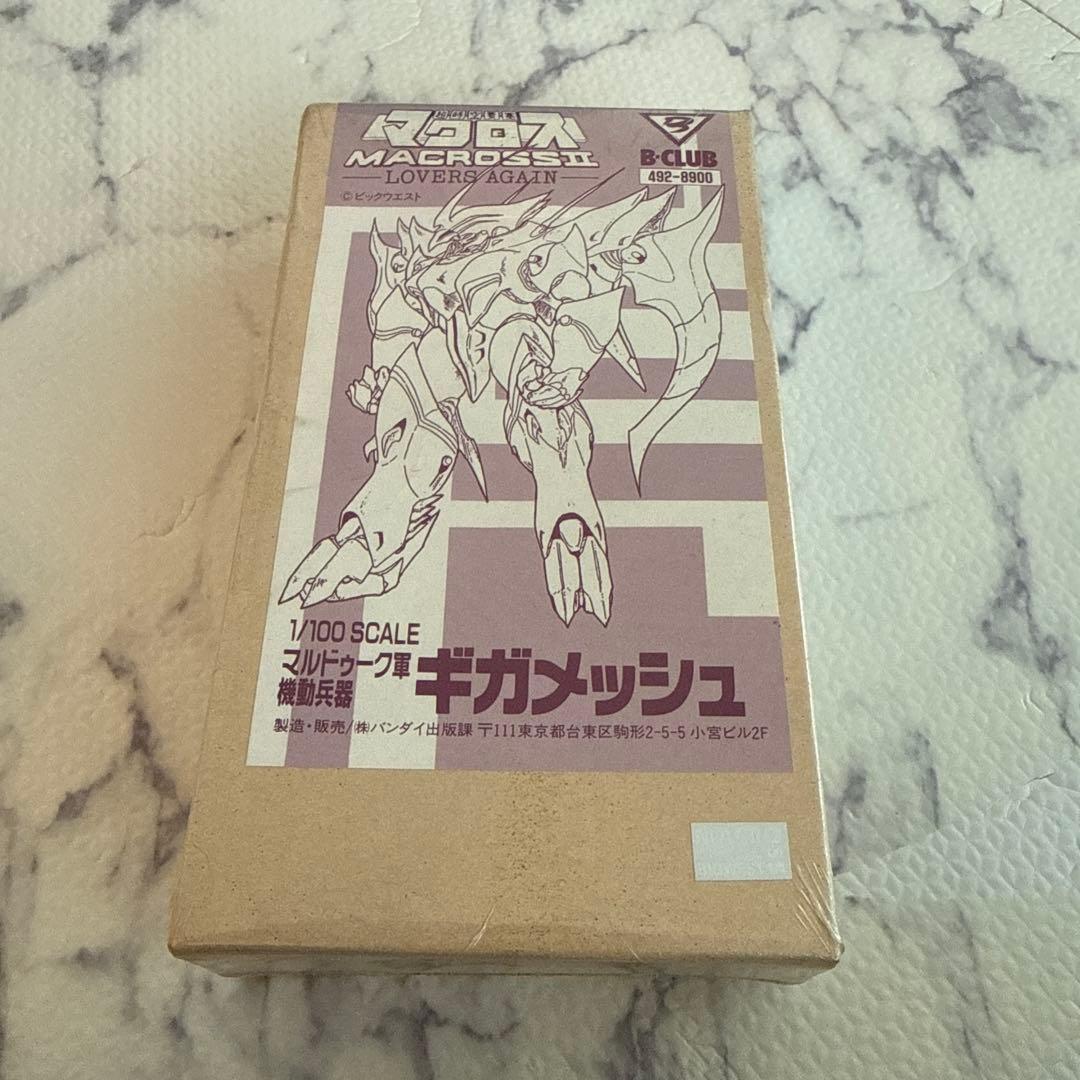 超時空要塞
マクロスII
MACROSSII
LOVERS AGAIN
B
B-CLUB
492-8900
©ビックウエスト
1/100 SCALE
マルドゥーク軍
機動兵器
ギガメッシュ
製造・販売/㈱バンダイ出版課 〒111東京都台東区駒形2-5-5 小宮ビル2F